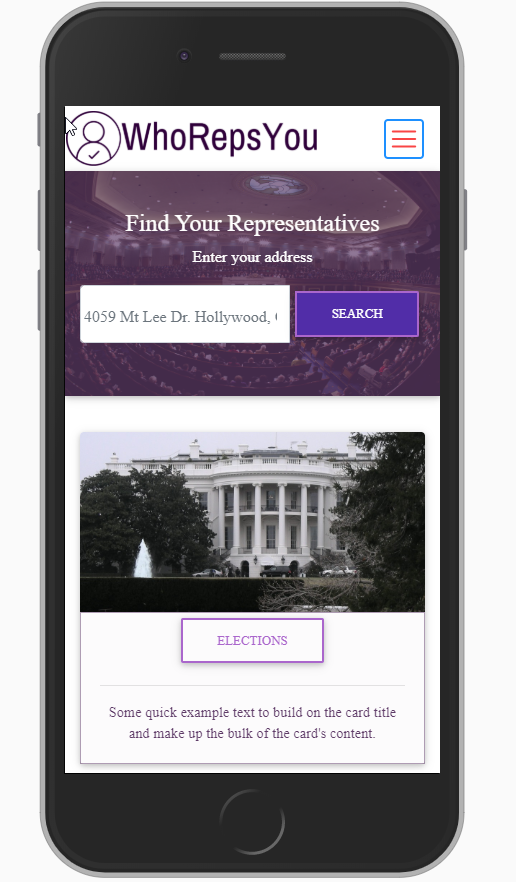 WhoRepsYou
Find Your Representatives
Enter your address
4059 Mt Lee Dr. Hollywood,
SEARCH
ELECTIONS
Some quick example text to build on the card title
and make up the bulk of the card's content.